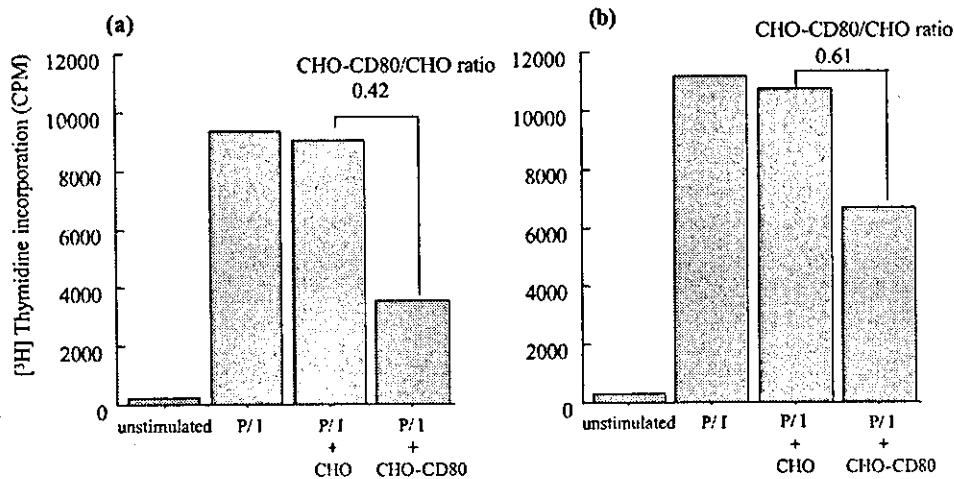 (a)
CHO-CD80/CHO ratio
0.42
[³H] Thymidine incorporation (CPM)
12000
10000
8000
6000
4000
2000
0
unstimulated
P/I
P/I
+
CHO
P/I
+
CHO-CD80
(b)
CHO-CD80/CHO ratio
0.61
12000
10000
8000
6000
4000
2000
0
unstimulated
P/I
P/I
+
CHO
P/I
+
CHO-CD80